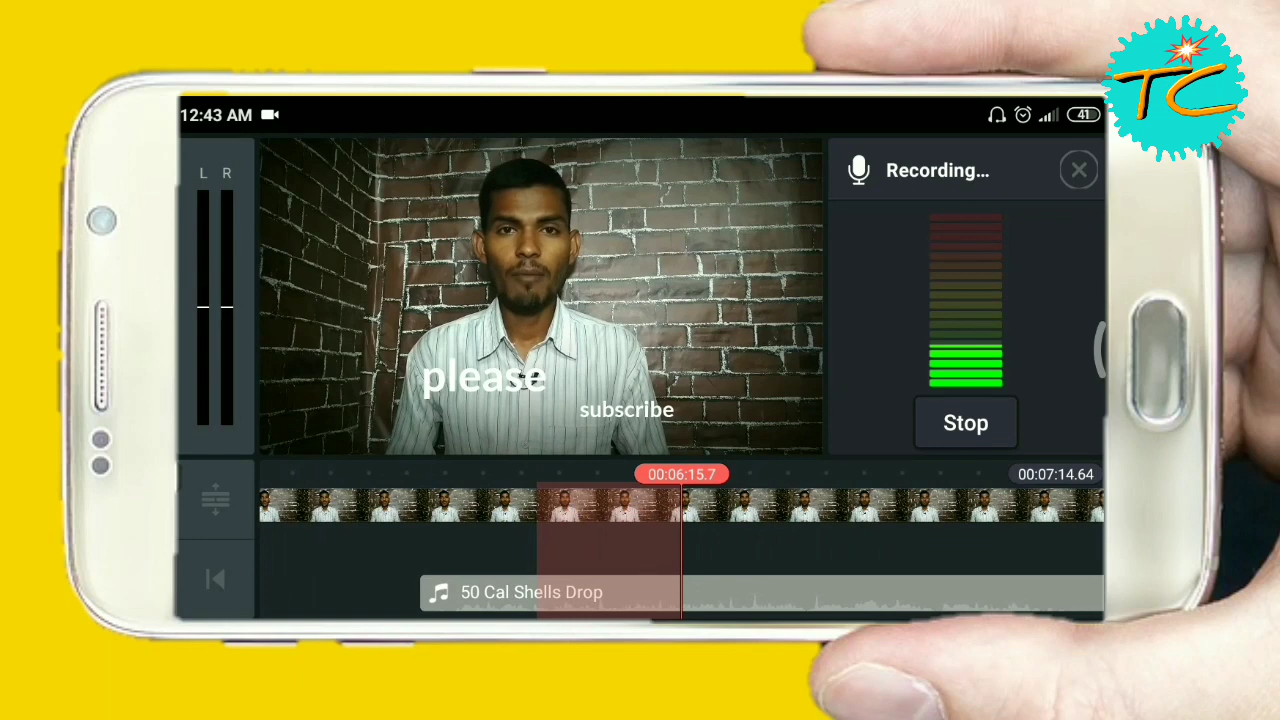 TC
12:43 AM
41
L R
Recording...
please
subscribe
Stop
00:06:15.7
00:07:14.64
50 Cal Shells Drop